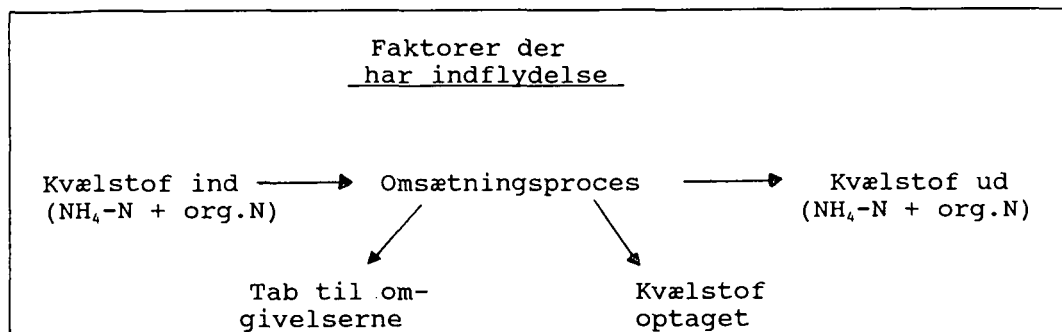 Faktorer der
har indflydelse
Kvælstof ind
(NH₄-N + org.N)
Omsætningsproces
Kvælstof ud
(NH₄-N + org.N)
Tab til om-
givelserne
Kvælstof
optaget